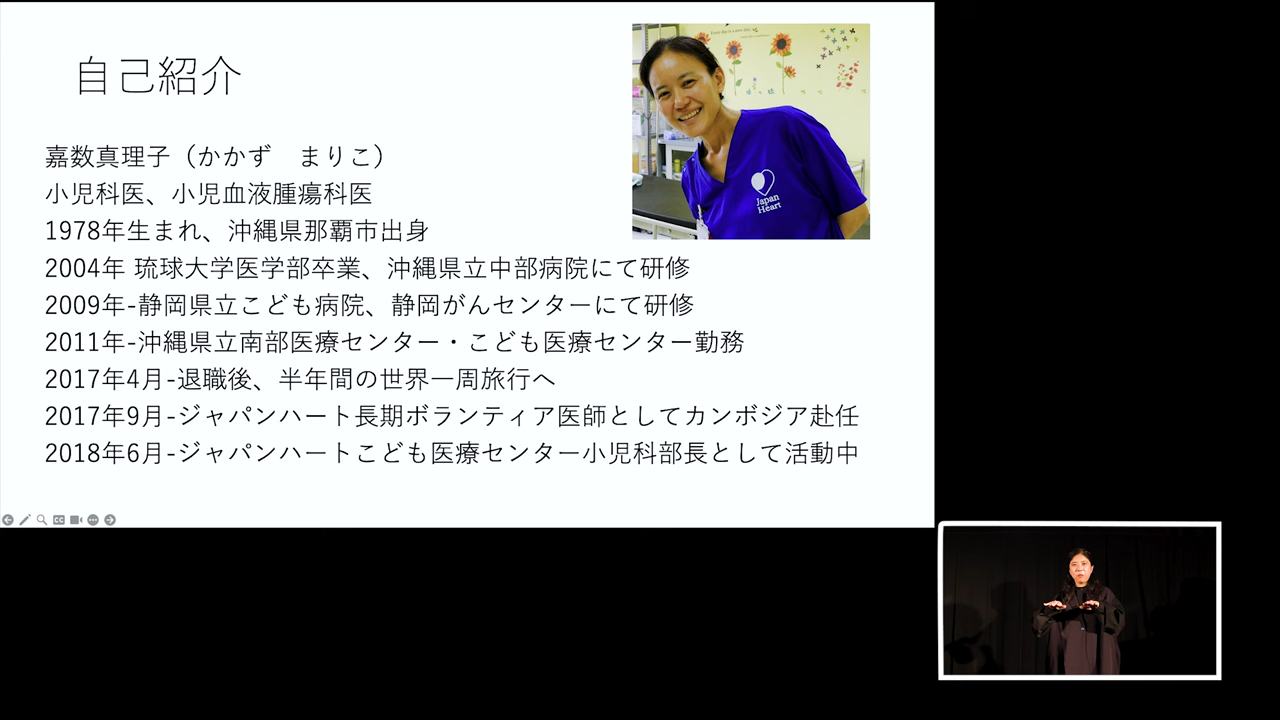 自己紹介
嘉数真理子（かかず　まりこ）
小児科医、小児血液腫瘍科医
1978年生まれ、沖縄県那覇市出身
2004年 琉球大学医学部卒業、沖縄県立中部病院にて研修
2009年-静岡県立こども病院、静岡がんセンターにて研修
2011年-沖縄県立南部医療センター・こども医療センター勤務
2017年4月-退職後、半年間の世界一周旅行へ
2017年9月-ジャパンハート長期ボランティア医師としてカンボジア赴任
2018年6月-ジャパンハートこども医療センター小児科部長として活動中
Japan
Heart
CC